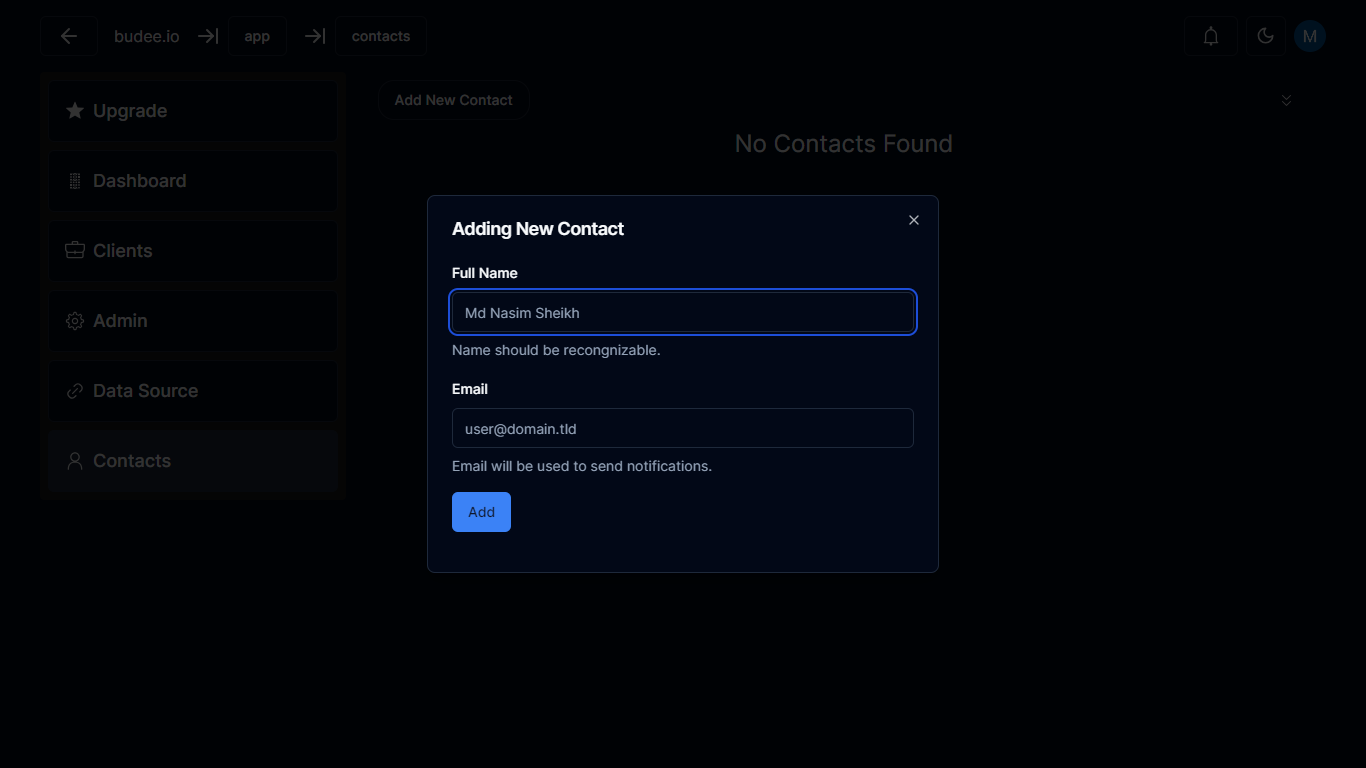 budee.io app contacts M
Upgrade
Dashboard
Clients
Admin
Data Source
Contacts
Add New Contact
No Contacts Found
Adding New Contact
Full Name
Md Nasim Sheikh
Name should be recongnizable.
Email
user@domain.tld
Email will be used to send notifications.
Add